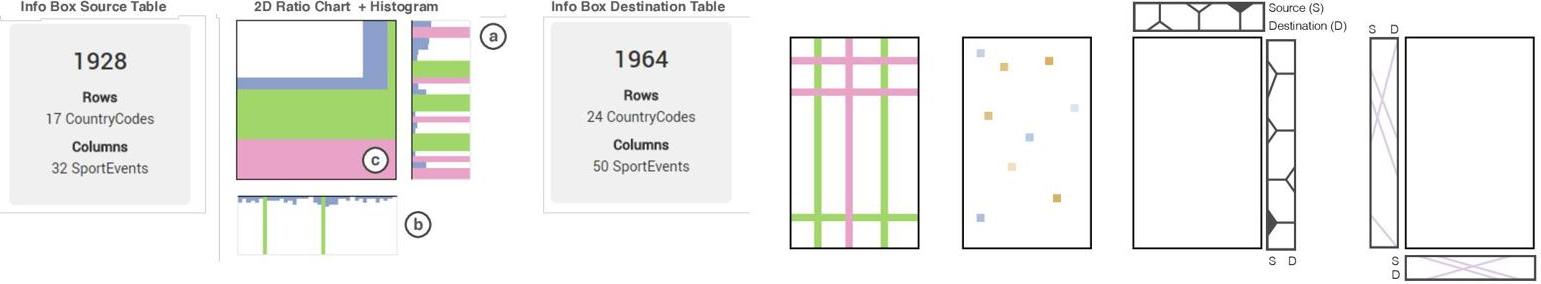 Info Box Source Table
1928
Rows
17 CountryCodes
Columns
32 SportEvents
2D Ratio Chart + Histogram
a
c
b
Info Box Destination Table
1964
Rows
24 CountryCodes
Columns
50 SportEvents
Source (S)
Destination (D)
S D
S D
S
D